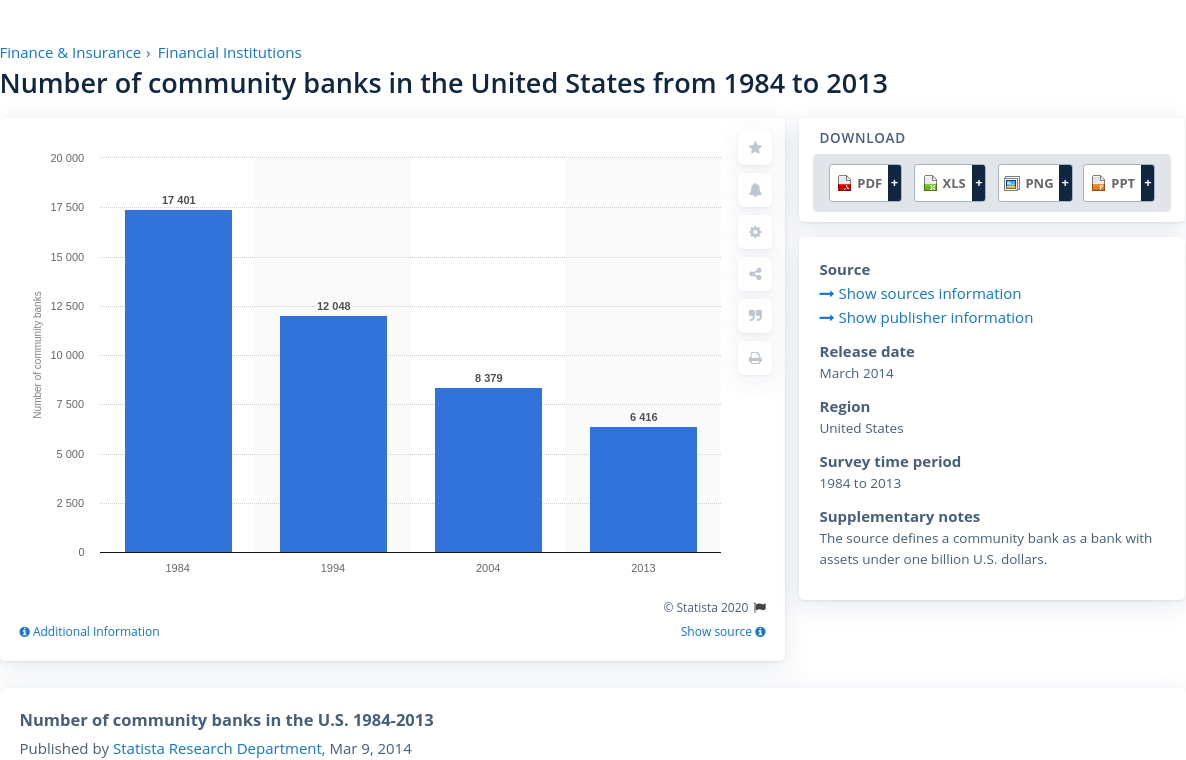 Finance & Insurance › Financial Institutions
Number of community banks in the United States from 1984 to 2013
20 000
17 500
15 000
12 500
10 000
7 500
5 000
2 500
0
Number of community banks
17 401
12 048
8 379
6 416
1984
1994
2004
2013
© Statista 2020
Additional Information
Show source
DOWNLOAD
PDF +
XLS +
PNG +
PPT +
Source
Show sources information
Show publisher information
Release date
March 2014
Region
United States
Survey time period
1984 to 2013
Supplementary notes
The source defines a community bank as a bank with
assets under one billion U.S. dollars.
Number of community banks in the U.S. 1984-2013
Published by Statista Research Department, Mar 9, 2014